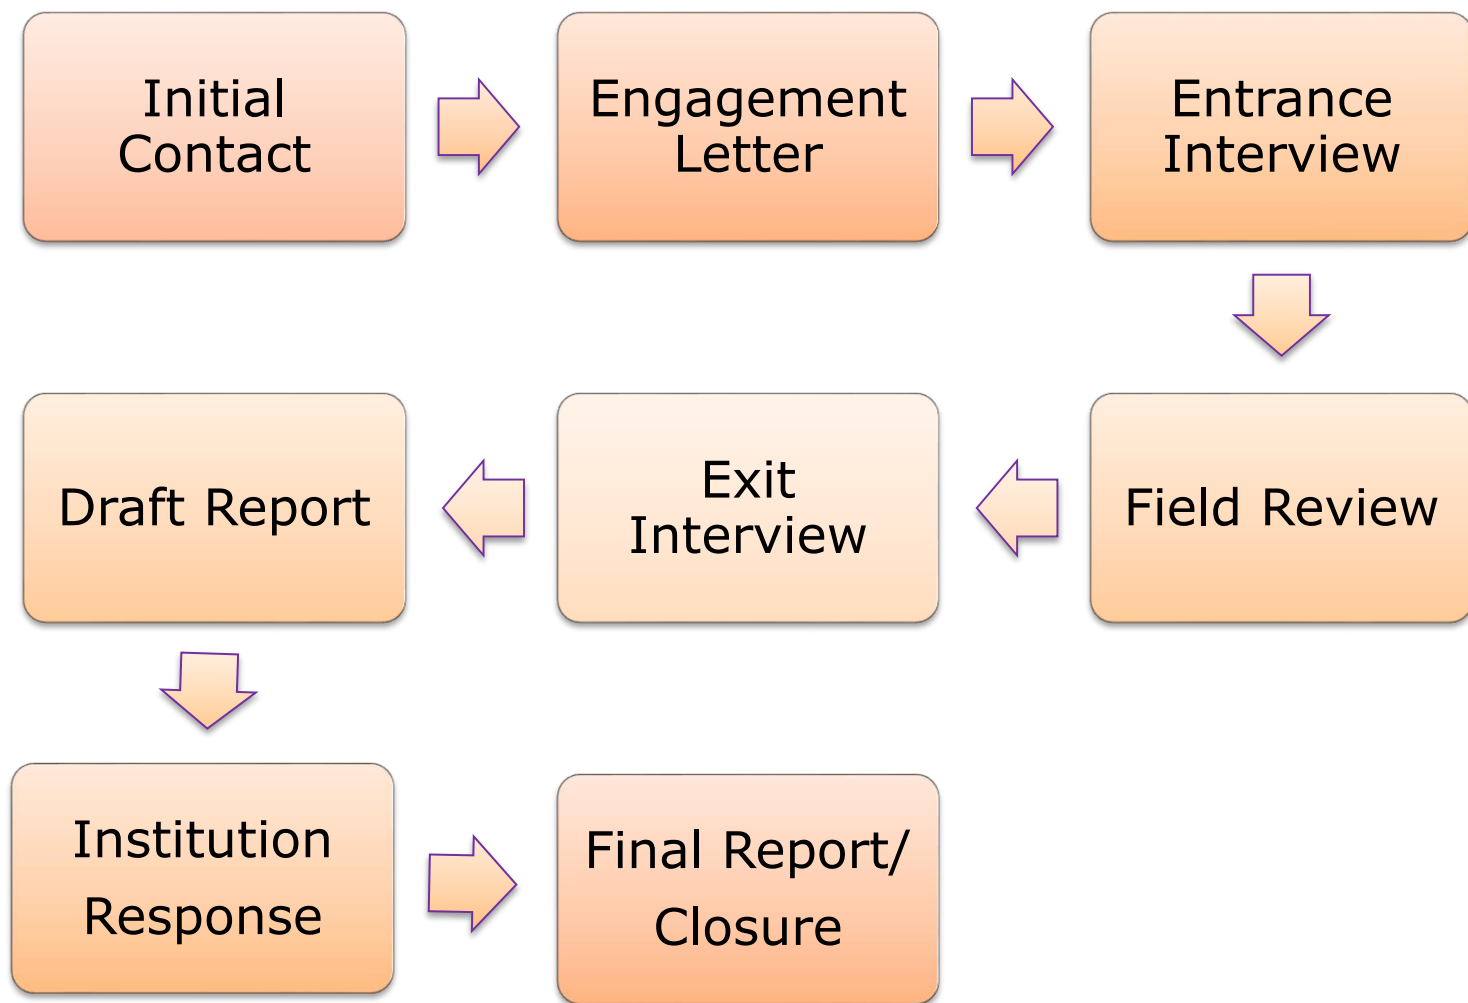 Initial
Contact
Engagement
Letter
Entrance
Interview
Field Review
Exit
Interview
Draft Report
Institution
Response
Final Report/
Closure